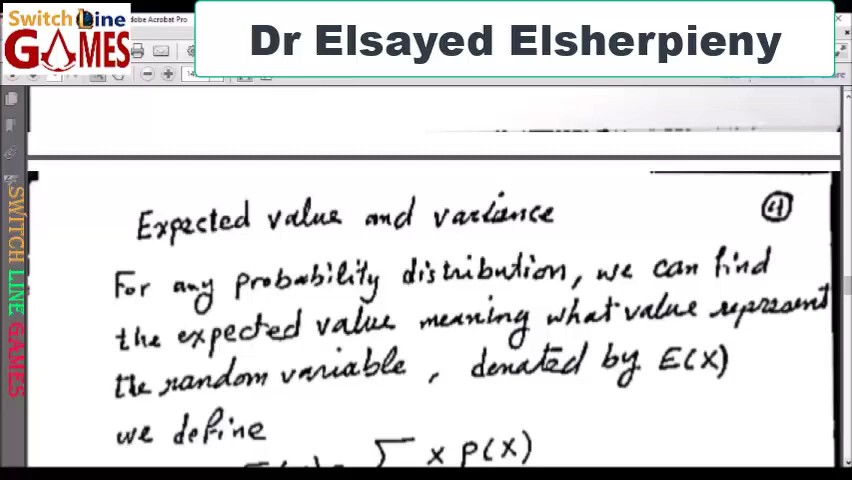 Switch Line
GAMES
Adobe Acrobat Pro
Dr Elsayed Elsherpieny
SWITCH LINE GAMES
Expected value and variance
4
For any probability distribution, we can find
the expected value meaning what value represent
the random variable, denated by E(X)
we define
Σ x p(X)